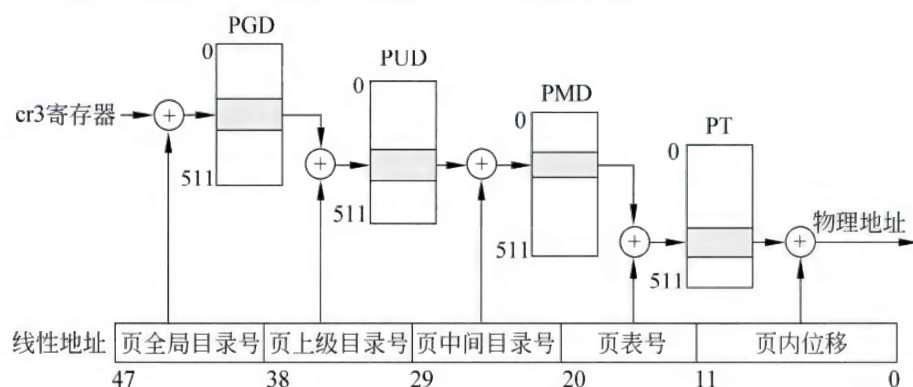 PGD
0
PUD
0
PMD
cr3寄存器
0
PT
0
511
511
物理地址
511
511
线性地址
页全局目录号
页上级目录号
页中间目录号
页表号
页内位移
47
38
29
20
11
0